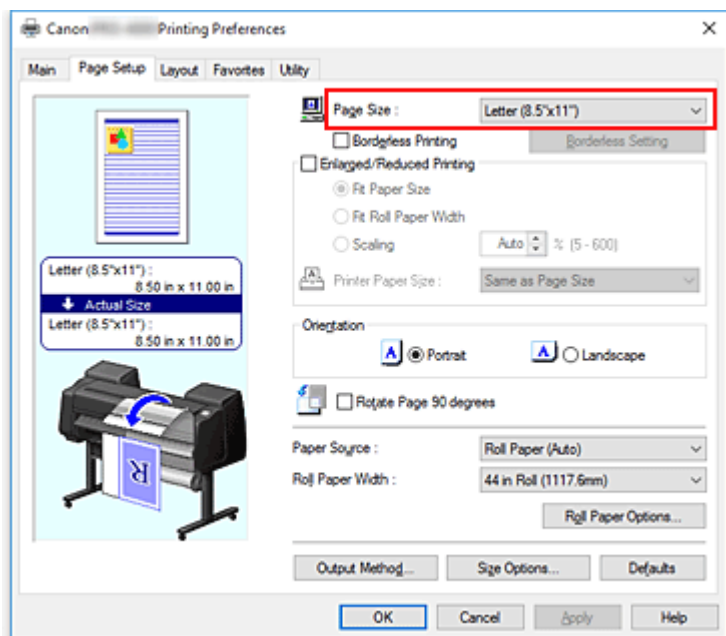 Canon Printing Preferences
Main Page Setup Layout Favorites Utility
Page Size : Letter (8.5"x11")
Borderless Printing Borderless Setting
Enlarged/Reduced Printing
Fit Paper Size
Fit Roll Paper Width
Scaling Auto % (5 - 600)
Printer Paper Size : Same as Page Size
Letter (8.5"x11") :
8.50 in x 11.00 in
Actual Size
Letter (8.5"x11") :
8.50 in x 11.00 in
Orientation
A Portrait A Landscape
Rotate Page 90 degrees
R
Paper Source : Roll Paper (Auto)
Roll Paper Width : 44 in Roll (1117.6mm)
Roll Paper Options...
Output Method... Size Options... Defaults
OK Cancel Apply Help